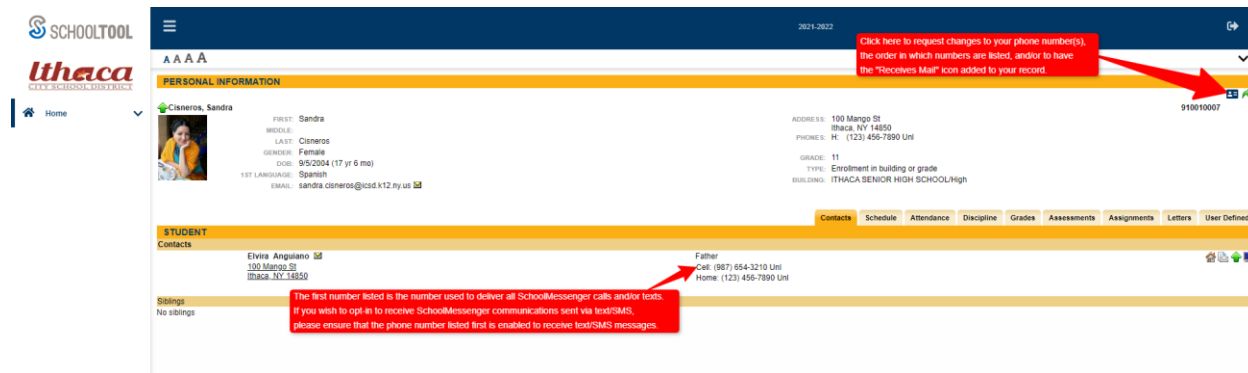 SCHOOLTOOL
2021-2022
Click here to request changes to your phone number(s),
the order in which numbers are listed, and/or to have
the "Receives Mail" icon added to your record.
Ithaca
CITY SCHOOL DISTRICT
A A A A
PERSONAL INFORMATION
Home
Cisneros, Sandra
910010007
FIRST: Sandra
MIDDLE:
LAST: Cisneros
GENDER: Female
DOB: 9/5/2004 (17 yr 6 mo)
1ST LANGUAGE: Spanish
EMAIL: sandra.cisneros@icsd.k12.ny.us
ADDRESS: 100 Mango St
Ithaca, NY 14850
PHONES: H: (123) 456-7890 Unl
GRADE: 11
TYPE: Enrollment in building or grade
BUILDING: ITHACA SENIOR HIGH SCHOOL/High
Contacts Schedule Attendance Discipline Grades Assessments Assignments Letters User Defined
STUDENT
Contacts
Elvira Anguiano
100 Mango St
Ithaca, NY 14850
Father
Cell: (987) 654-3210 Unl
Home: (123) 456-7890 Unl
Siblings
No siblings
The first number listed is the number used to deliver all SchoolMessenger calls and/or texts.
If you wish to opt-in to receive SchoolMessenger communications sent via text/SMS,
please ensure that the phone number listed first is enabled to receive text/SMS messages.